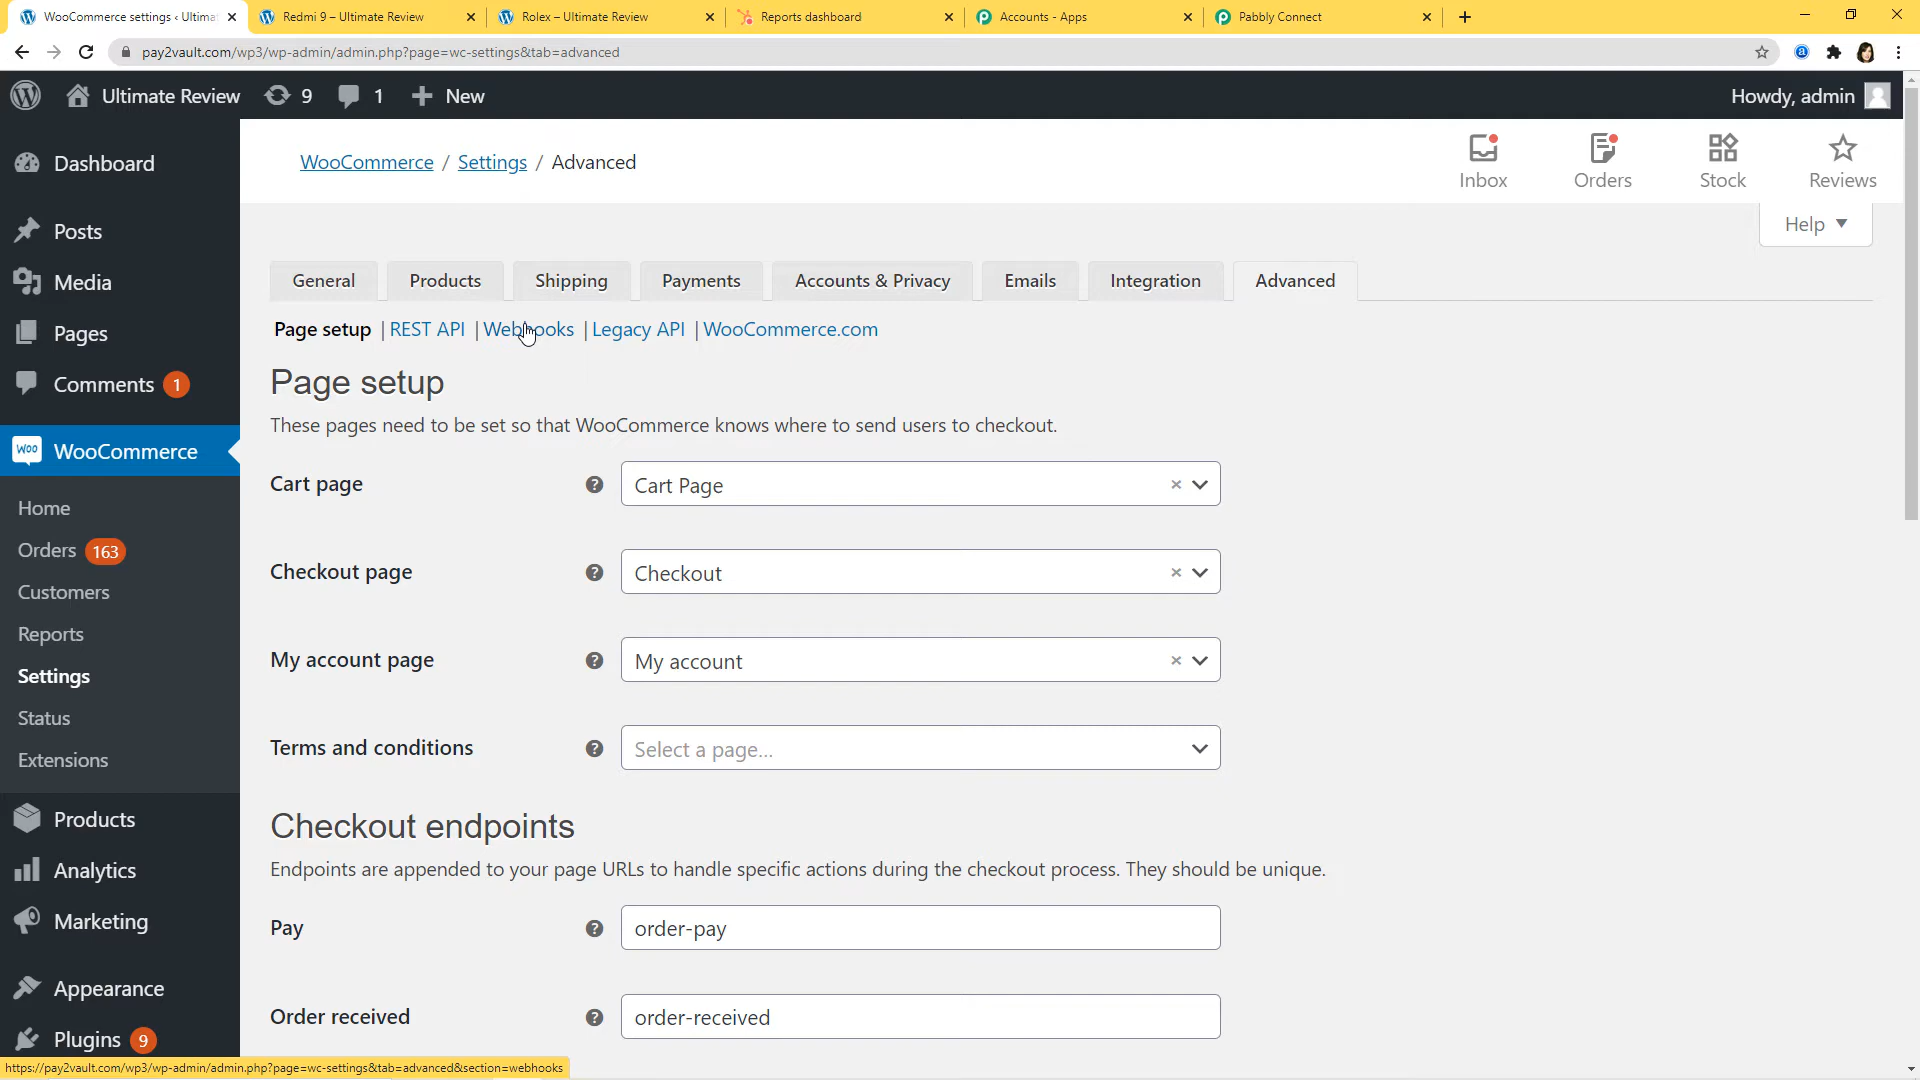 WooCommerce settings ‹ Ultimat
Redmi 9 – Ultimate Review
Rolex – Ultimate Review
Reports dashboard
Accounts - Apps
Pabbly Connect
pay2vault.com/wp3/wp-admin/admin.php?page=wc-settings&tab=advanced
Ultimate Review
9
1
New
Howdy, admin
Dashboard
Posts
Media
Pages
Comments 1
Woo WooCommerce
Home
Orders 163
Customers
Reports
Settings
Status
Extensions
Products
Analytics
Marketing
Appearance
Plugins 9
WooCommerce / Settings / Advanced
Inbox
Orders
Stock
Reviews
Help
General
Products
Shipping
Payments
Accounts & Privacy
Emails
Integration
Advanced
Page setup | REST API | Webhooks | Legacy API | WooCommerce.com
Page setup
These pages need to be set so that WooCommerce knows where to send users to checkout.
Cart page ? Cart Page ×
Checkout page ? Checkout ×
My account page ? My account ×
Terms and conditions ? Select a page...
Checkout endpoints
Endpoints are appended to your page URLs to handle specific actions during the checkout process. They should be unique.
Pay ? order-pay
Order received ? order-received
https://pay2vault.com/wp3/wp-admin/admin.php?page=wc-settings&tab=advanced&section=webhooks